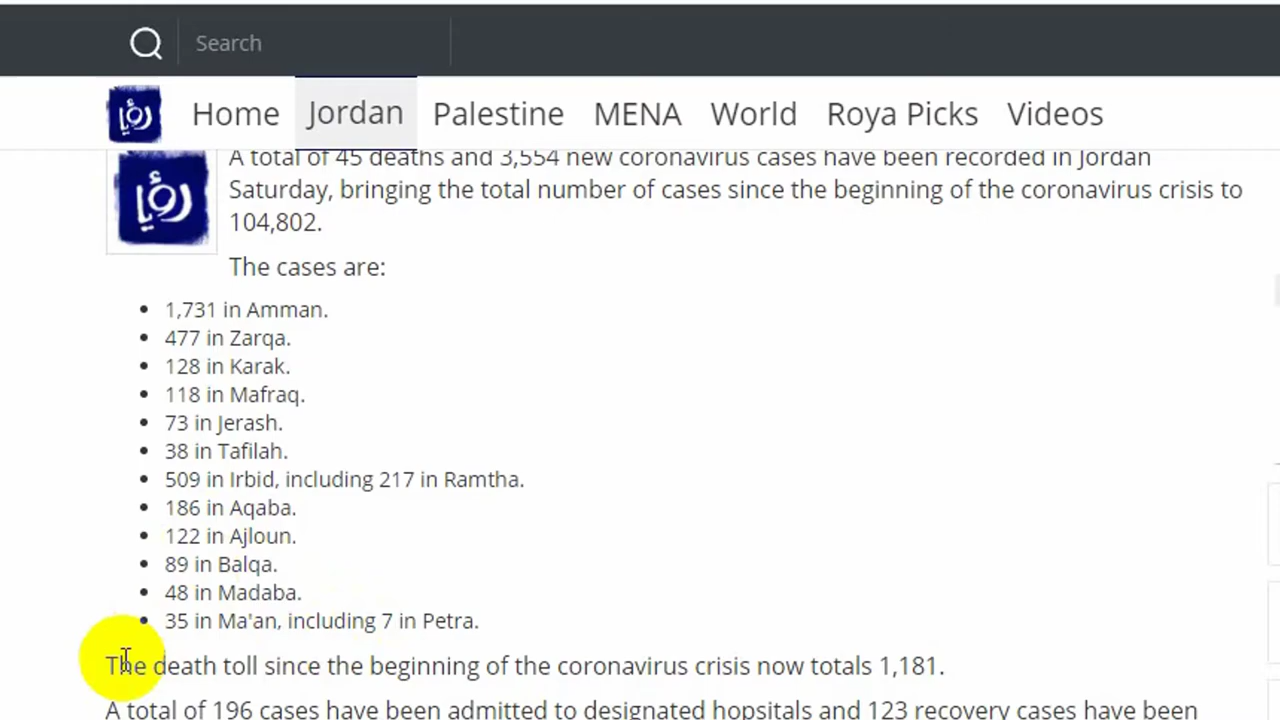 Search
رؤيا
Home Jordan Palestine MENA World Roya Picks Videos
A total of 45 deaths and 3,554 new coronavirus cases have been recorded in Jordan
رؤيا
Saturday, bringing the total number of cases since the beginning of the coronavirus crisis to
104,802.
The cases are:
1,731 in Amman.
477 in Zarqa.
128 in Karak.
118 in Mafraq.
73 in Jerash.
38 in Tafilah.
509 in Irbid, including 217 in Ramtha.
186 in Aqaba.
122 in Ajloun.
89 in Balqa.
48 in Madaba.
35 in Ma'an, including 7 in Petra.
The death toll since the beginning of the coronavirus crisis now totals 1,181.
A total of 196 cases have been admitted to designated hopsitals and 123 recovery cases have been